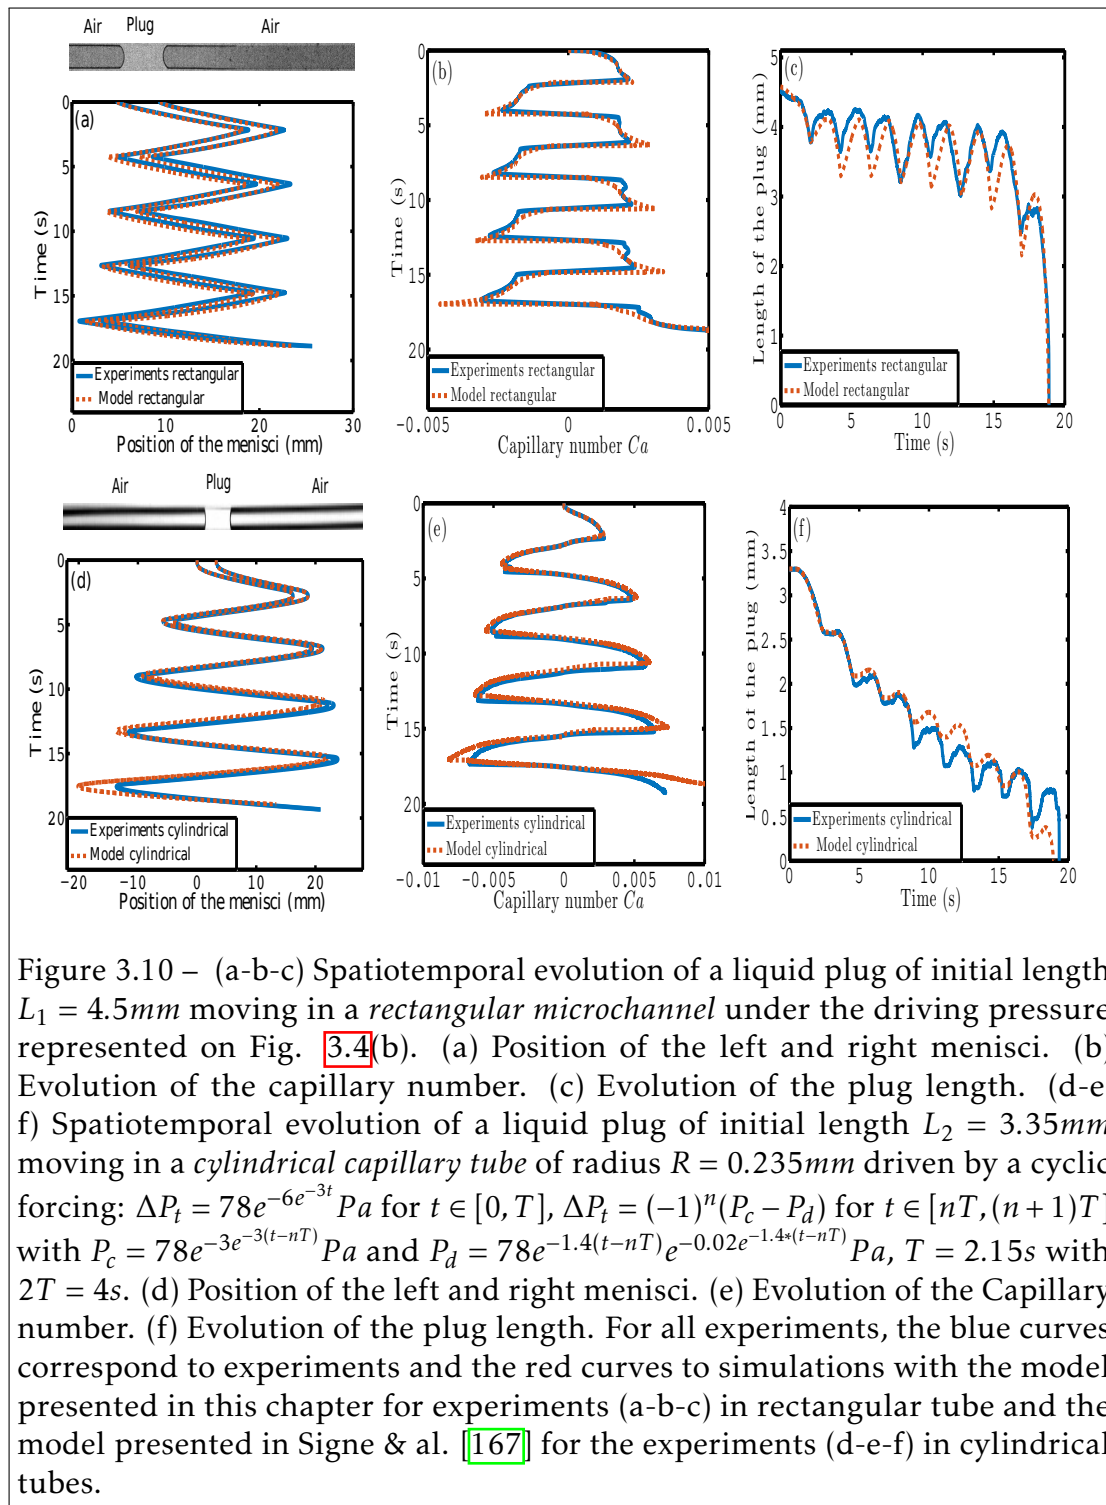 Air Plug Air
(a)
0
5
10
15
20
Time (s)
Experiments rectangular
Model rectangular
0 10 20 30
Position of the menisci (mm)
(b)
0
5
10
15
20
Time (s)
Experiments rectangular
Model rectangular
−0.005 0 0.005
Capillary number Ca
(c)
5
4
3
2
1
0
Length of the plug (mm)
Experiments rectangular
Model rectangular
0 5 10 15 20
Time (s)
Air Plug Air
(d)
0
5
10
15
20
Time (s)
Experiments cylindrical
Model cylindrical
−20 −10 0 10 20
Position of the menisci (mm)
(e)
0
5
10
15
20
Time (s)
Experiments cylindrical
Model cylindrical
−0.01 −0.005 0 0.005 0.01
Capillary number Ca
(f)
4
3.5
3
2.5
2
1.5
1
0.5
0
Length of the plug (mm)
Experiments cylindrical
Model cylindrical
0 5 10 15 20
Time (s)
Figure 3.10 – (a-b-c) Spatiotemporal evolution of a liquid plug of initial length
L₁ = 4.5mm moving in a rectangular microchannel under the driving pressure
represented on Fig. 3.4(b). (a) Position of the left and right menisci. (b)
Evolution of the capillary number. (c) Evolution of the plug length. (d-e
f) Spatiotemporal evolution of a liquid plug of initial length L₂ = 3.35mm
moving in a cylindrical capillary tube of radius R = 0.235mm driven by a cyclic
forcing: ΔPₜ = 78e^{−6e^{−3t}} Pa for t ∈ [0, T], ΔPₜ = (−1)ⁿ(P_c − P_d) for t ∈ [nT, (n + 1)T]
with P_c = 78e^{−3e^{−3(t−nT)}} Pa and P_d = 78e^{−1.4(t−nT)}e^{−0.02e^{−1.4∗(t−nT)}} Pa, T = 2.15s with
2T = 4s. (d) Position of the left and right menisci. (e) Evolution of the Capillary
number. (f) Evolution of the plug length. For all experiments, the blue curves
correspond to experiments and the red curves to simulations with the model
presented in this chapter for experiments (a-b-c) in rectangular tube and the
model presented in Signe & al. [167] for the experiments (d-e-f) in cylindrical
tubes.